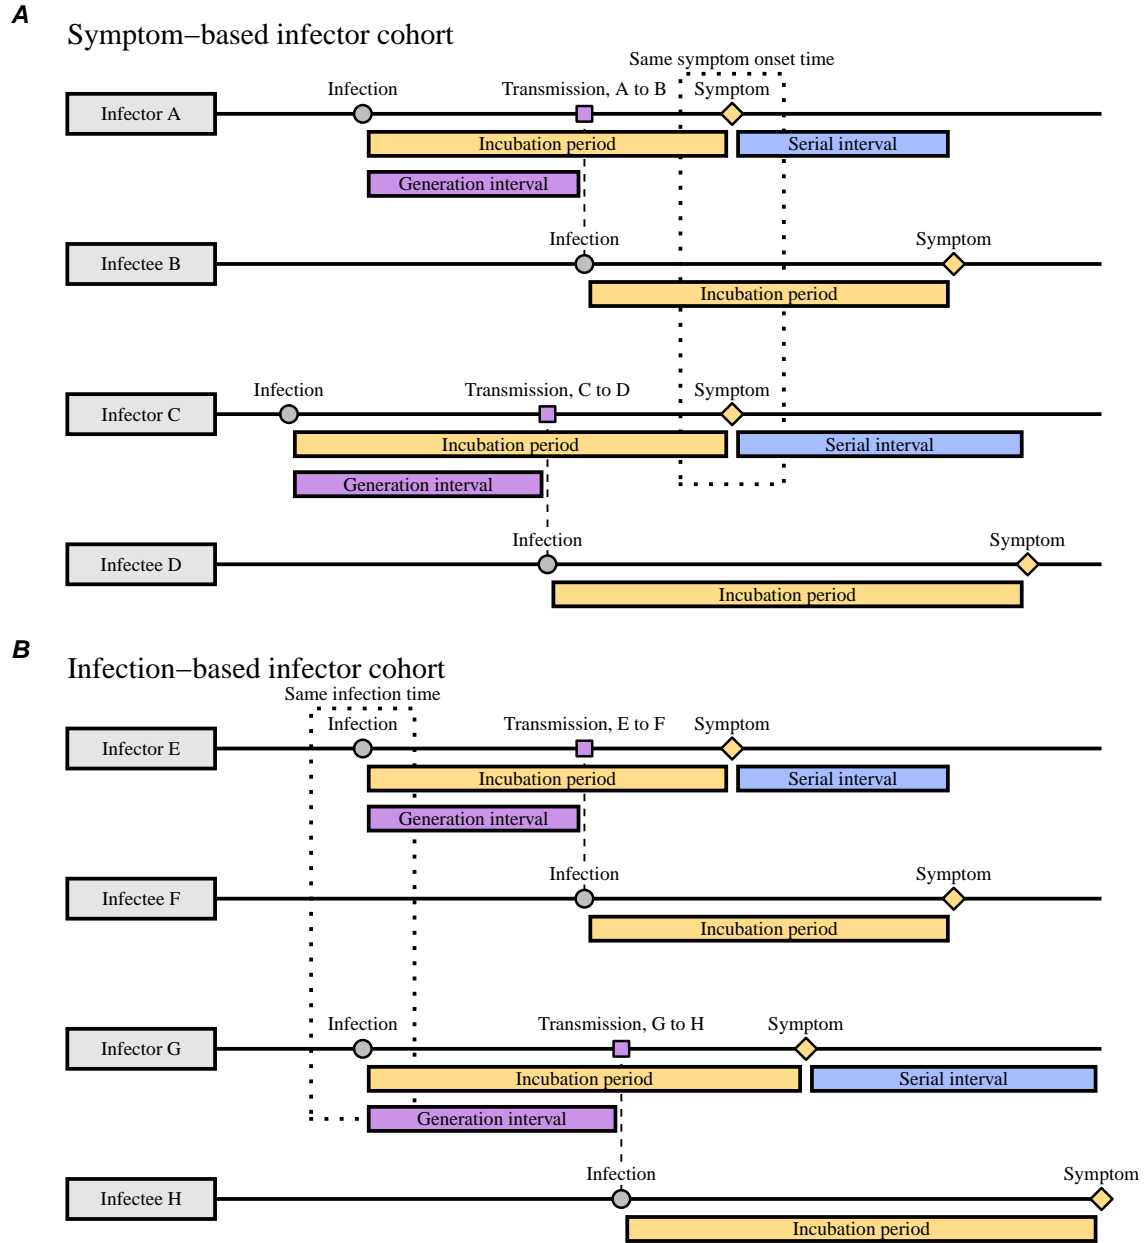 A
Symptom−based infector cohort
Same symptom onset time
Infection
Transmission, A to B
Symptom
Infector A
Incubation period
Serial interval
Generation interval
Infection
Symptom
Infectee B
Incubation period
Infection
Transmission, C to D
Symptom
Infector C
Incubation period
Serial interval
Generation interval
Infection
Symptom
Infectee D
Incubation period
B
Infection−based infector cohort
Same infection time
Infection
Transmission, E to F
Symptom
Infector E
Incubation period
Serial interval
Generation interval
Infection
Symptom
Infectee F
Incubation period
Infection
Transmission, G to H
Symptom
Infector G
Incubation period
Serial interval
Generation interval
Infection
Symptom
Infectee H
Incubation period